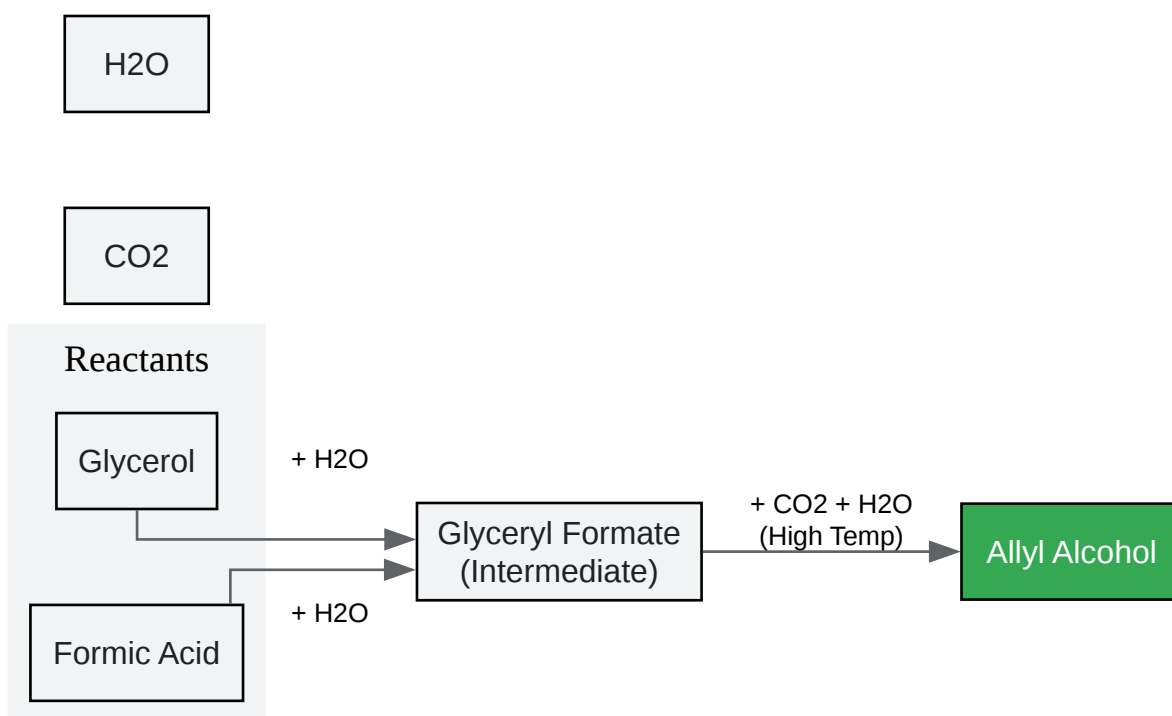 H2O
CO2
Reactants
Glycerol
+ H2O
Glyceryl Formate
(Intermediate)
+ CO2 + H2O
(High Temp)
Allyl Alcohol
+ H2O
Formic Acid